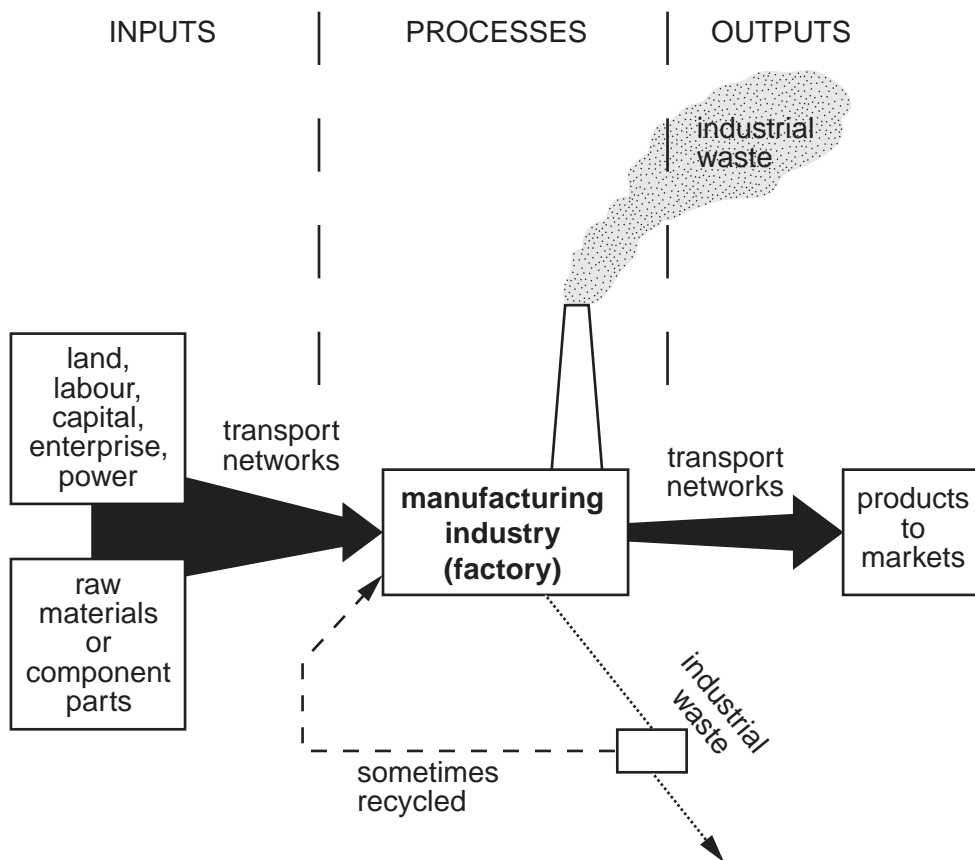 INPUTS
PROCESSES
OUTPUTS
industrial
waste
land,
labour,
capital,
enterprise,
power
transport
networks
manufacturing
industry
(factory)
transport
networks
products
to
markets
raw
materials
or
component
parts
industrial
waste
sometimes
recycled